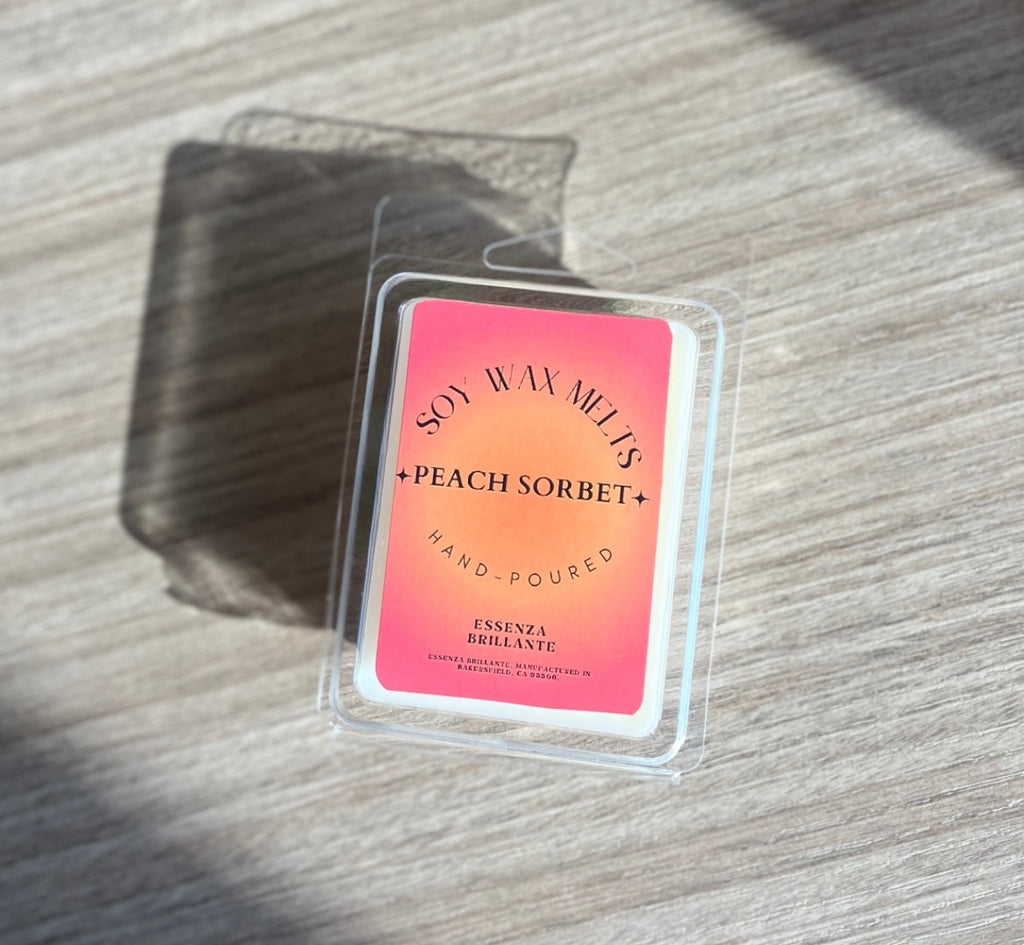 SOY WAX MELTS
PEACH SORBET
HAND-POURED
ESSENZA
BRILLANTE
ESSENZA BRILLANTE. MANUFACTURED IN
BAKERSFIELD, CA 93306,